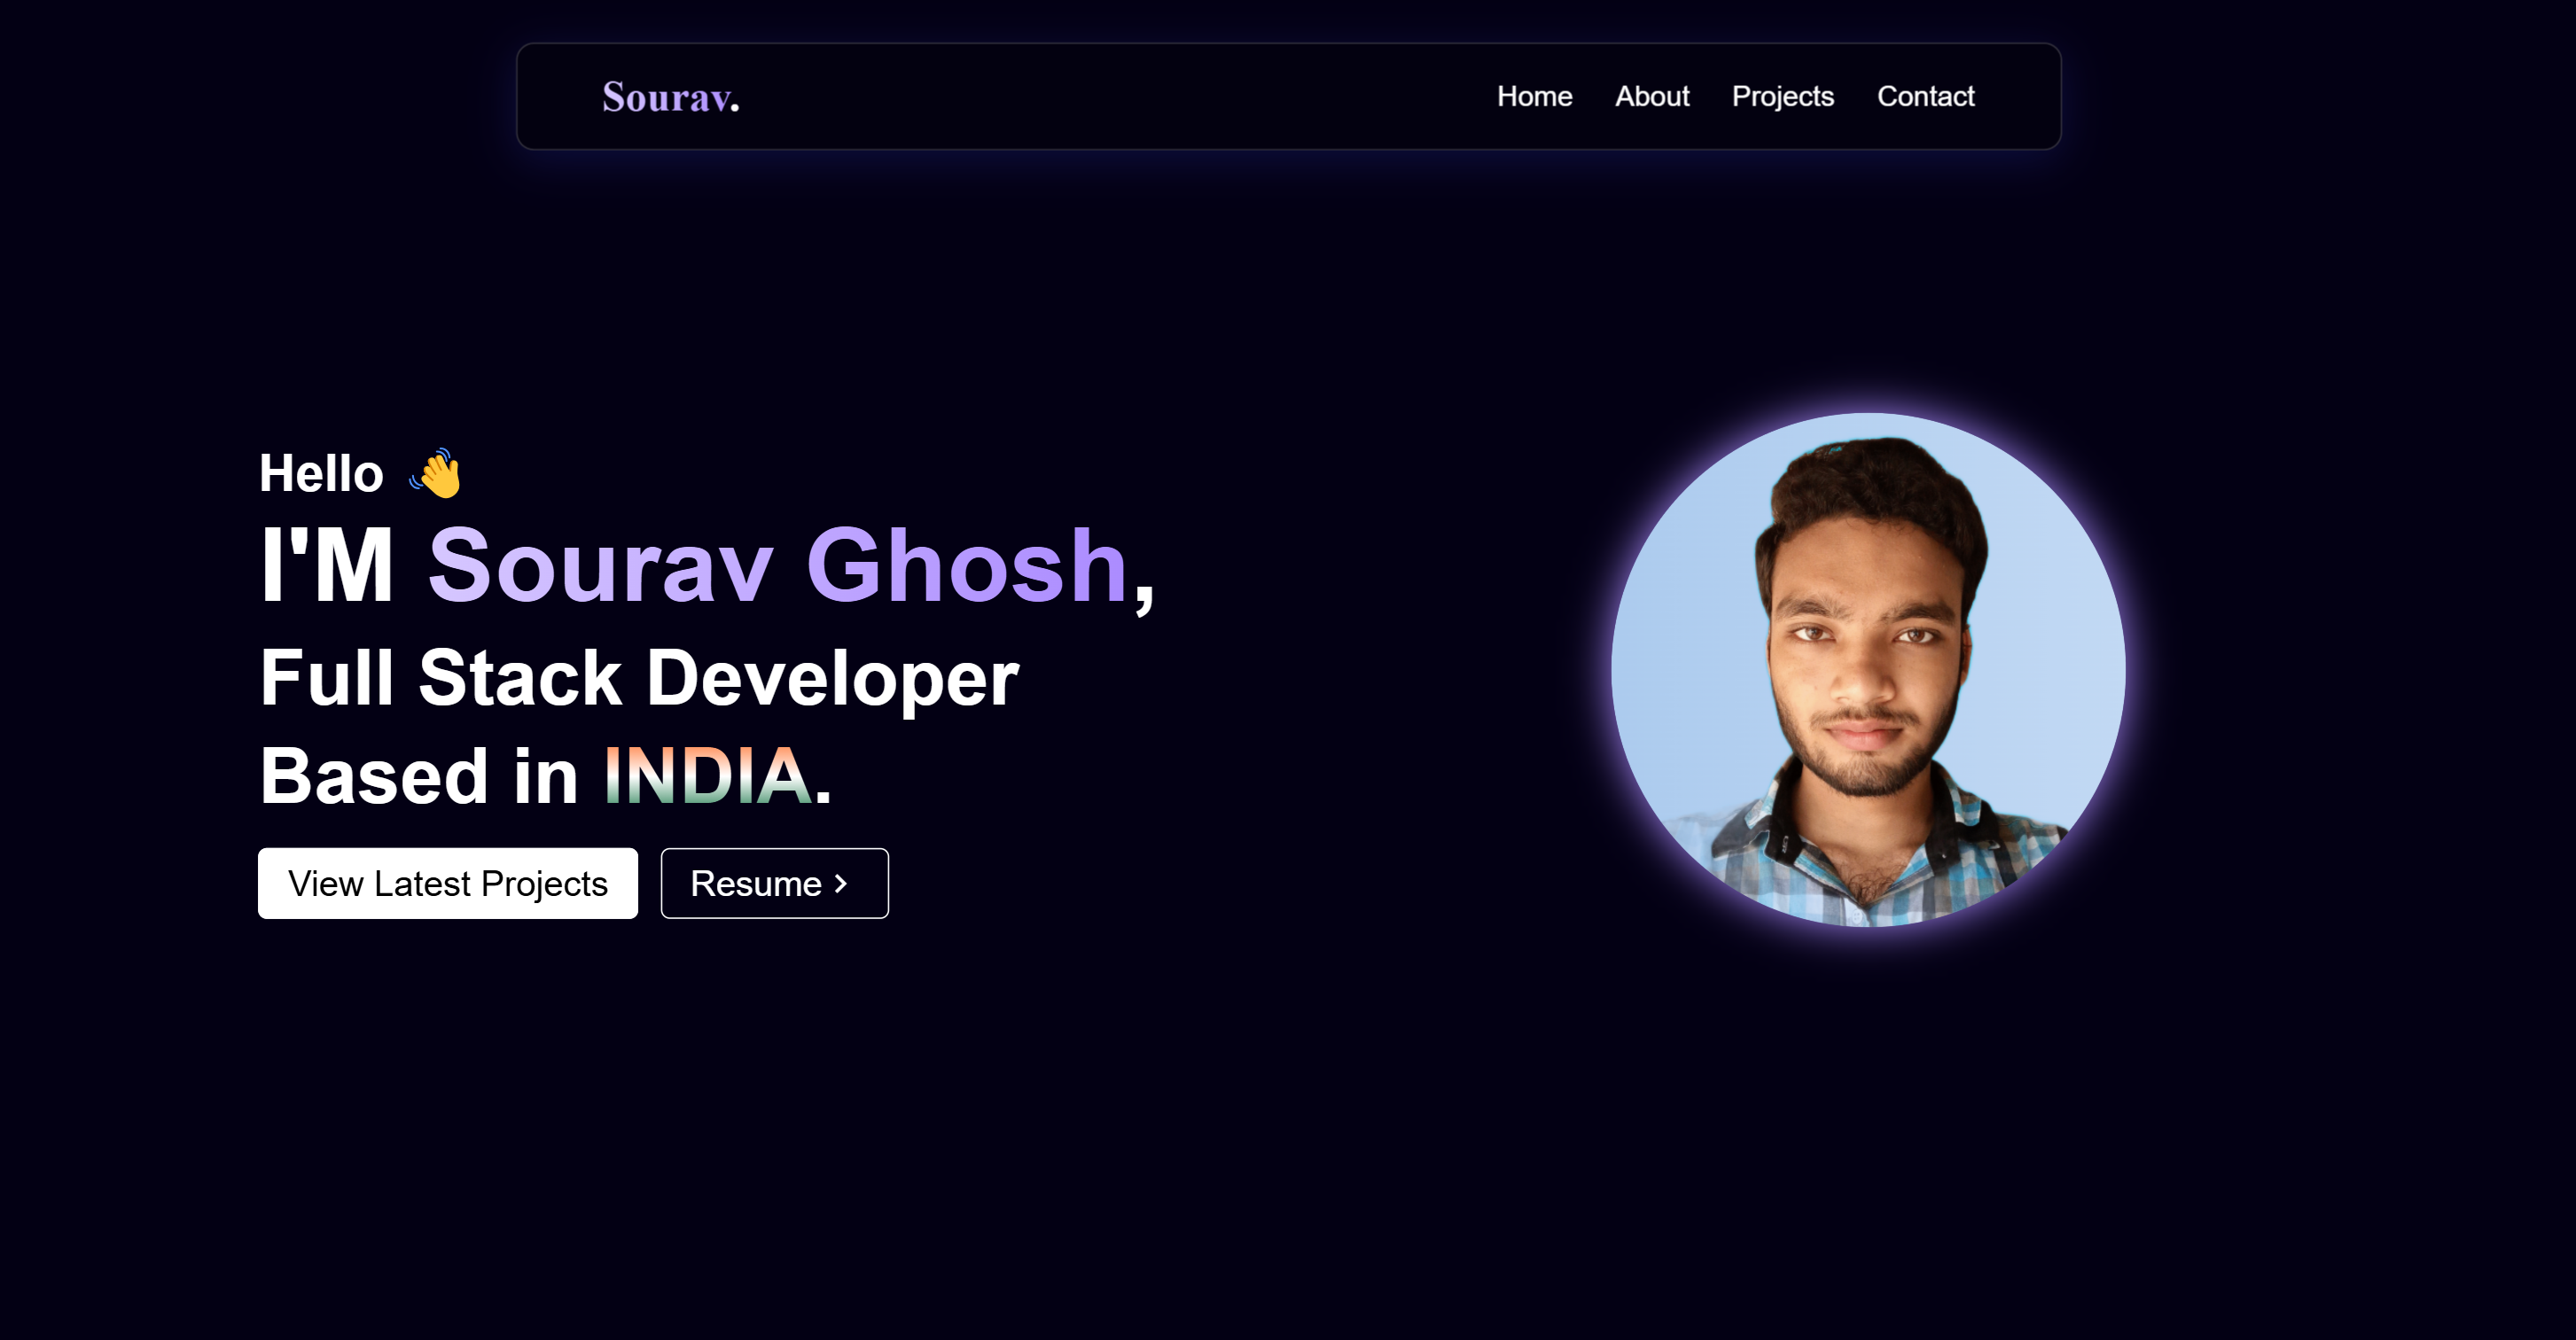 Sourav.
Home About Projects Contact
Hello 👋
I'M Sourav Ghosh,
Full Stack Developer
Based in INDIA.
View Latest Projects
Resume